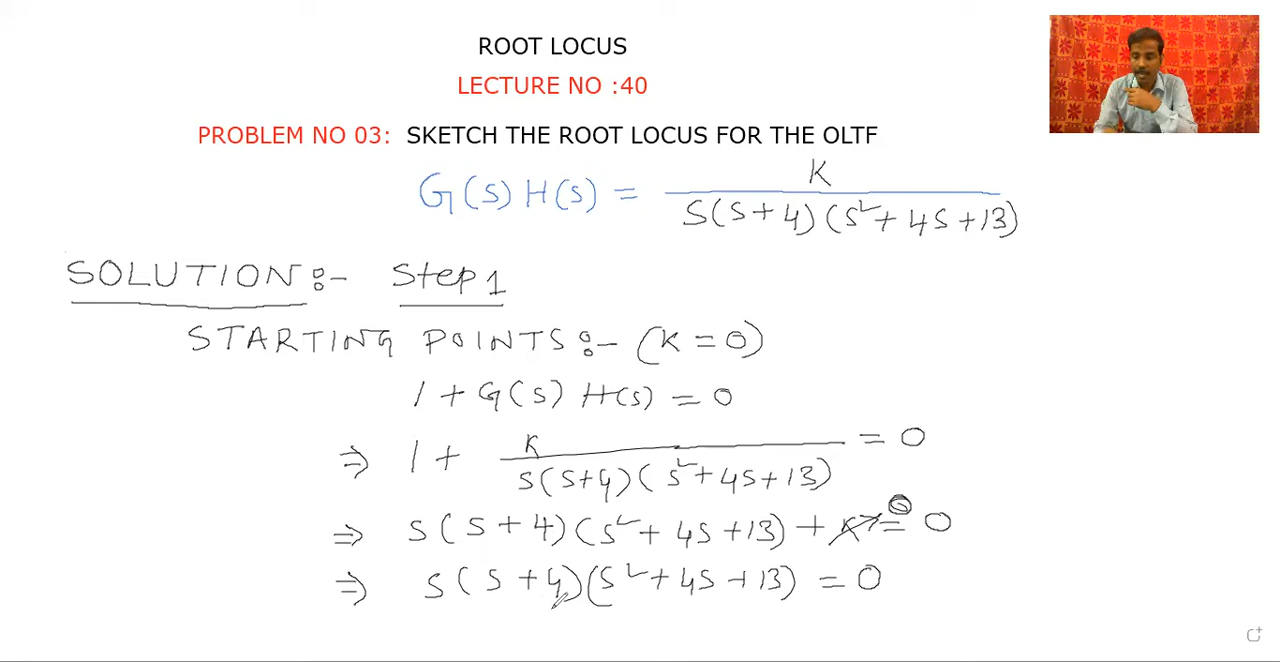 ROOT LOCUS
LECTURE NO :40
PROBLEM NO 03: SKETCH THE ROOT LOCUS FOR THE OLTF
G(S) H(S) = K / S(S+4)(S²+4S+13)
SOLUTION:- Step 1
STARTING POINTS:- (K=0)
1+G(S) H(S) = 0
⇒ 1+ K / S(S+4)(S²+4S+13) = 0
⇒ S(S+4)(S²+4S+13) + K = 0
⇒ S(S+4)(S²+4S+13) = 0